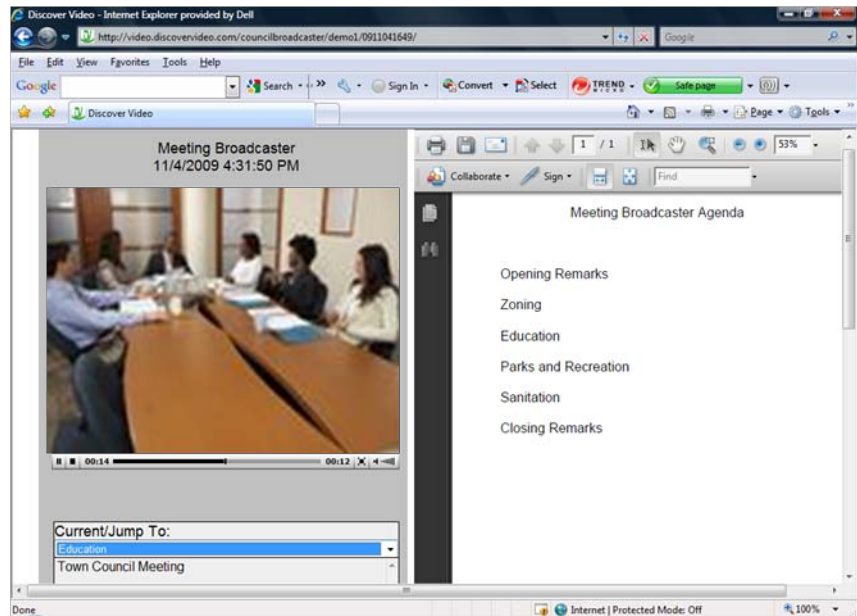 Discover Video - Internet Explorer provided by Dell
http://video.discovervideo.com/councilbroadcaster/demo1/0911041649/
Google
File Edit View Favorites Tools Help
Google Search Sign In Convert Select TREND MICRO Safe page
Discover Video Page Tools
Meeting Broadcaster
11/4/2009 4:31:50 PM
00:14 00:12
Current/Jump To:
Education
Town Council Meeting
1 / 1 53%
Collaborate Sign Find
Meeting Broadcaster Agenda
Opening Remarks
Zoning
Education
Parks and Recreation
Sanitation
Closing Remarks
Done Internet | Protected Mode: Off 100%